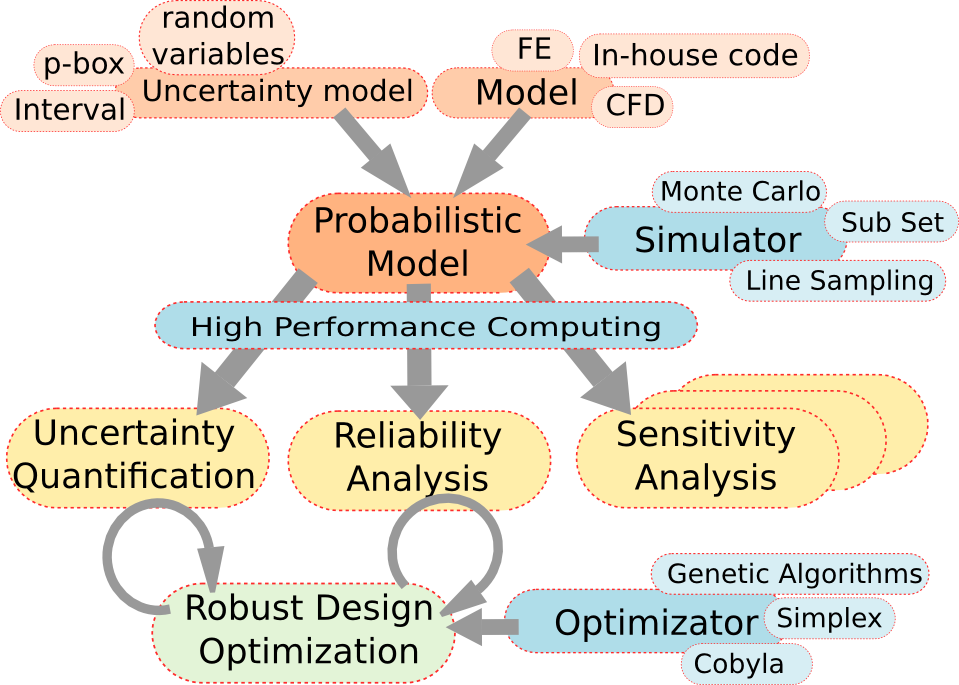 random
variables
p-box
Interval
Uncertainty model
FE
In-house code
Model
CFD
Probabilistic
Model
Monte Carlo
Sub Set
Simulator
Line Sampling
High Performance Computing
Uncertainty
Quantification
Reliability
Analysis
Sensitivity
Analysis
Robust Design
Optimization
Genetic Algorithms
Simplex
Optimizator
Cobyla